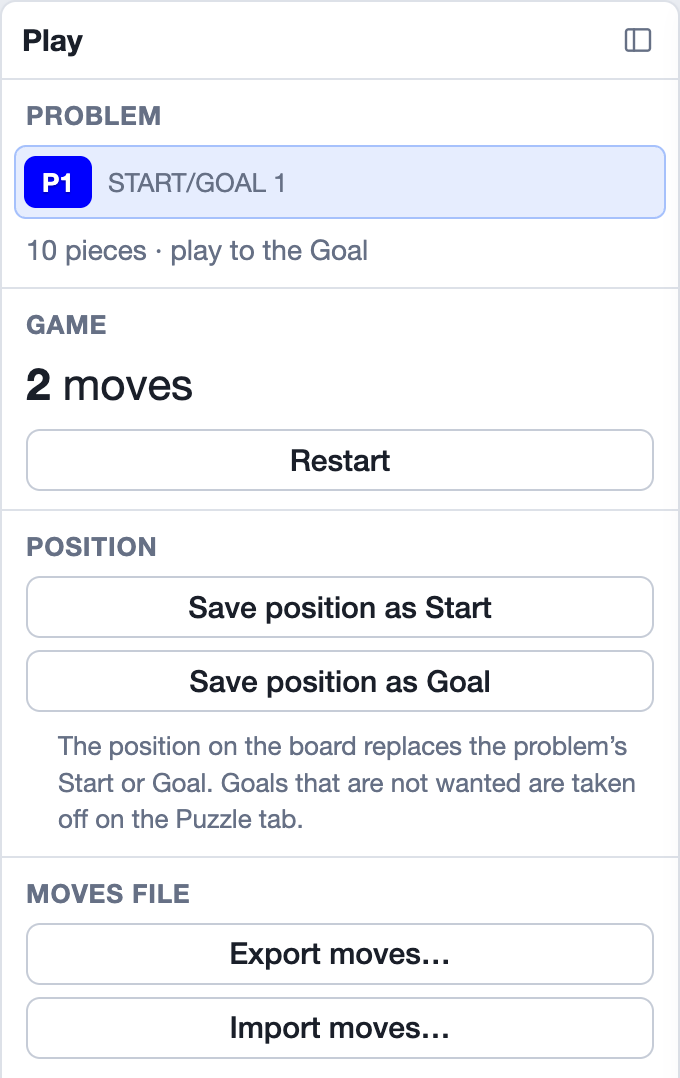 Play
PROBLEM
P1 START/GOAL 1
10 pieces · play to the Goal
GAME
2 moves
Restart
POSITION
Save position as Start
Save position as Goal
The position on the board replaces the problem’s
Start or Goal. Goals that are not wanted are taken
off on the Puzzle tab.
MOVES FILE
Export moves…
Import moves…